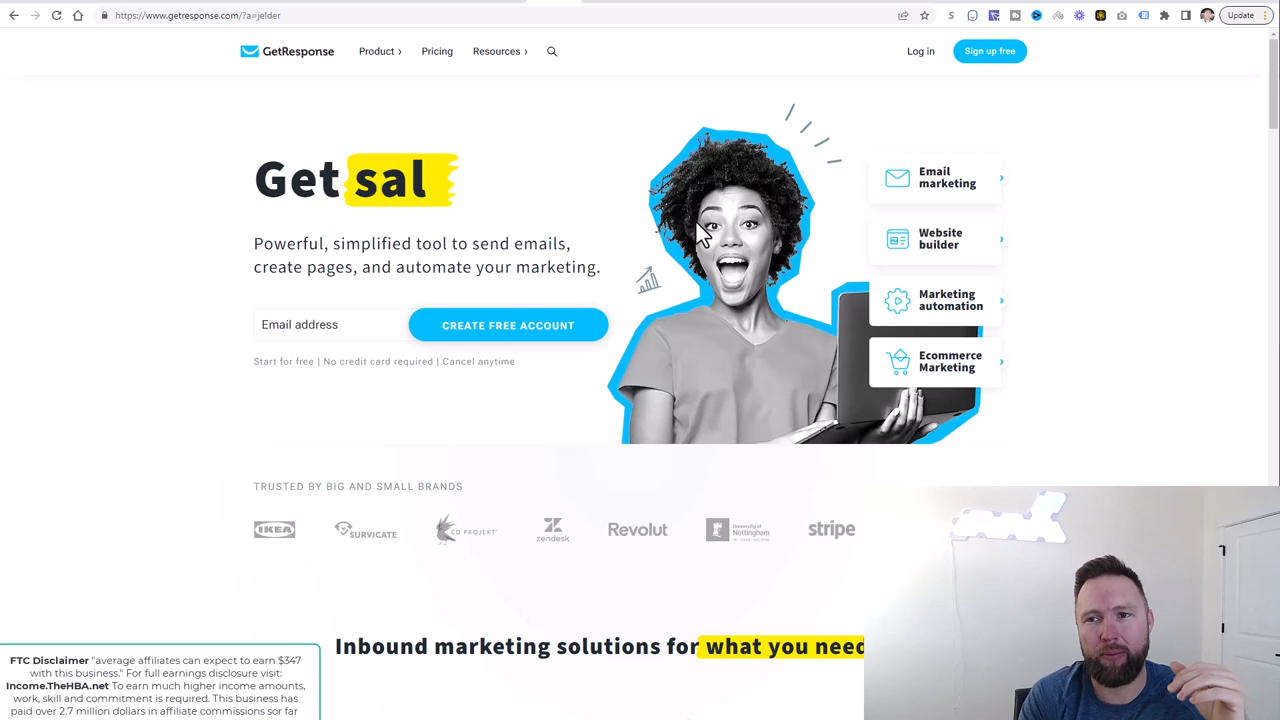 https://www.getresponse.com/?a=jelder
Update
GetResponse
Product ›
Pricing
Resources ›
Log in
Sign up free
Get sal
Powerful, simplified tool to send emails,
create pages, and automate your marketing.
Email address
CREATE FREE ACCOUNT
Start for free | No credit card required | Cancel anytime
Email
marketing
Website
builder
Marketing
automation
Ecommerce
Marketing
TRUSTED BY BIG AND SMALL BRANDS
IKEA
SURVICATE
CD PROJEKT
zendesk
Revolut
University of
Nottingham
stripe
Inbound marketing solutions for what you need
FTC Disclaimer "average affiliates can expect to earn $347
with this business." For full earnings disclosure visit:
Income.TheHBA.net To earn much higher income amounts,
work, skill and commitment is required. This business has
paid over 2.7 million dollars in affiliate commissions sor far